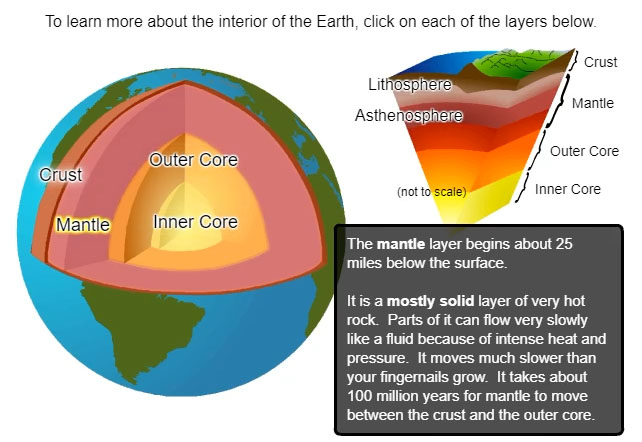 To learn more about the interior of the Earth, click on each of the layers below.
Crust
Lithosphere
Mantle
Asthenosphere
Outer Core
Outer Core
Crust
(not to scale)
Inner Core
Mantle
Inner Core
The mantle layer begins about 25
miles below the surface.
It is a mostly solid layer of very hot
rock. Parts of it can flow very slowly
like a fluid because of intense heat and
pressure. It moves much slower than
your fingernails grow. It takes about
100 million years for mantle to move
between the crust and the outer core.